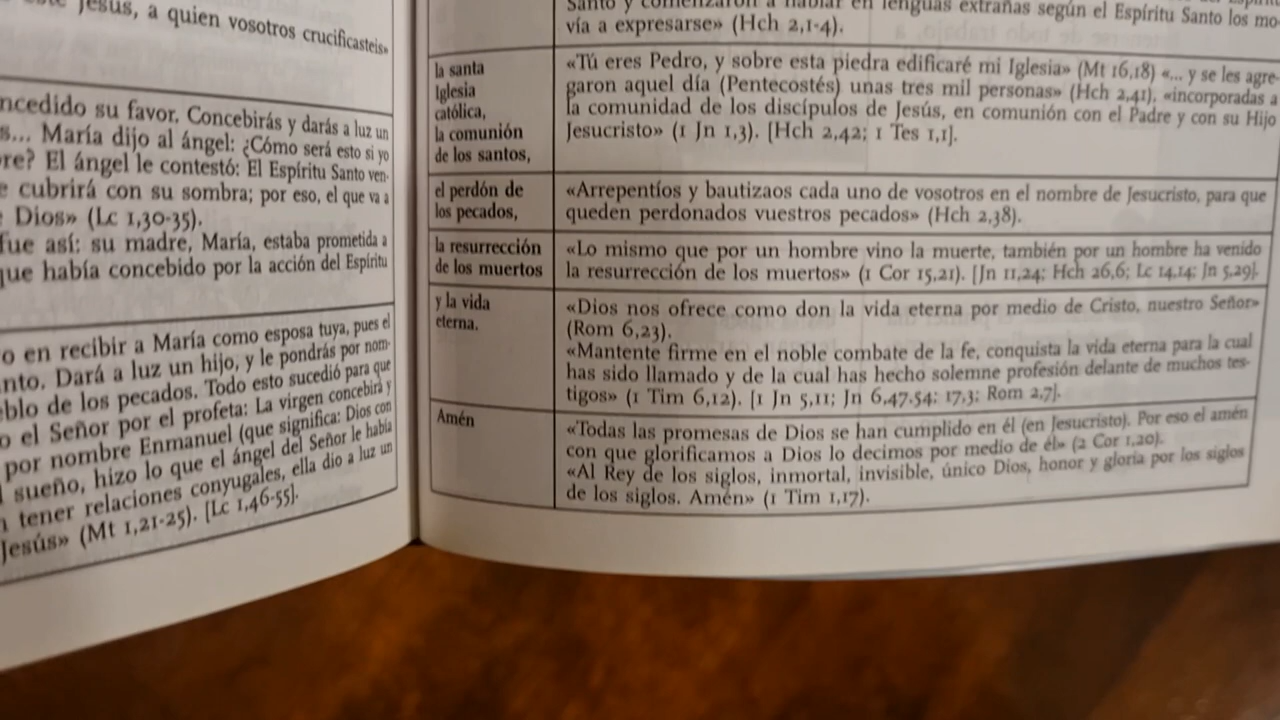 Jesús, a quien vosotros crucificasteis»
ncedido su favor. Concebirás y darás a luz un
s... María dijo al ángel: ¿Cómo será esto si yo
re? El ángel le contestó: El Espíritu Santo ven-
e cubrirá con su sombra; por eso, el que va a
e Dios» (Lc 1,30-35).
fue así: su madre, María, estaba prometida a
que había concebido por la acción del Espíritu
o en recibir a María como esposa tuya, pues el
nto. Dará a luz un hijo, y le pondrás por nom-
eblo de los pecados. Todo esto sucedió para que
o el Señor por el profeta: La virgen concebirá y
por nombre Enmanuel (que significa: Dios con
l sueño, hizo lo que el ángel del Señor le había
n tener relaciones conyugales, ella dio a luz un
Jesús» (Mt 1,21-25). [Lc 1,46-55].
Santo y comenzaron a hablar en lenguas extrañas según el Espíritu Santo los mo-
vía a expresarse» (Hch 2,1-4).
la santa
Iglesia
católica,
la comunión
de los santos,
«Tú eres Pedro, y sobre esta piedra edificaré mi Iglesia» (Mt 16,18) «... y se les agre-
garon aquel día (Pentecostés) unas tres mil personas» (Hch 2,41), «incorporadas a
la comunidad de los discípulos de Jesús, en comunión con el Padre y con su Hijo
Jesucristo» (1 Jn 1,3). [Hch 2,42; 1 Tes 1,1].
el perdón de
los pecados,
«Arrepentíos y bautizaos cada uno de vosotros en el nombre de Jesucristo, para que
queden perdonados vuestros pecados» (Hch 2,38).
la resurrección
de los muertos
«Lo mismo que por un hombre vino la muerte, también por un hombre ha venido
la resurrección de los muertos» (1 Cor 15,21). [Jn 11,24; Hch 26,6; Lc 14,14; Jn 5,29].
y la vida
eterna.
«Dios nos ofrece como don la vida eterna por medio de Cristo, nuestro Señor»
(Rom 6,23).
«Mantente firme en el noble combate de la fe, conquista la vida eterna para la cual
has sido llamado y de la cual has hecho solemne profesión delante de muchos tes-
tigos» (1 Tim 6,12). [1 Jn 5,11; Jn 6,47.54; 17,3; Rom 2,7].
Amén
«Todas las promesas de Dios se han cumplido en él (en Jesucristo). Por eso el amén
con que glorificamos a Dios lo decimos por medio de él» (2 Cor 1,20).
«Al Rey de los siglos, inmortal, invisible, único Dios, honor y gloria por los siglos
de los siglos. Amén» (1 Tim 1,17).